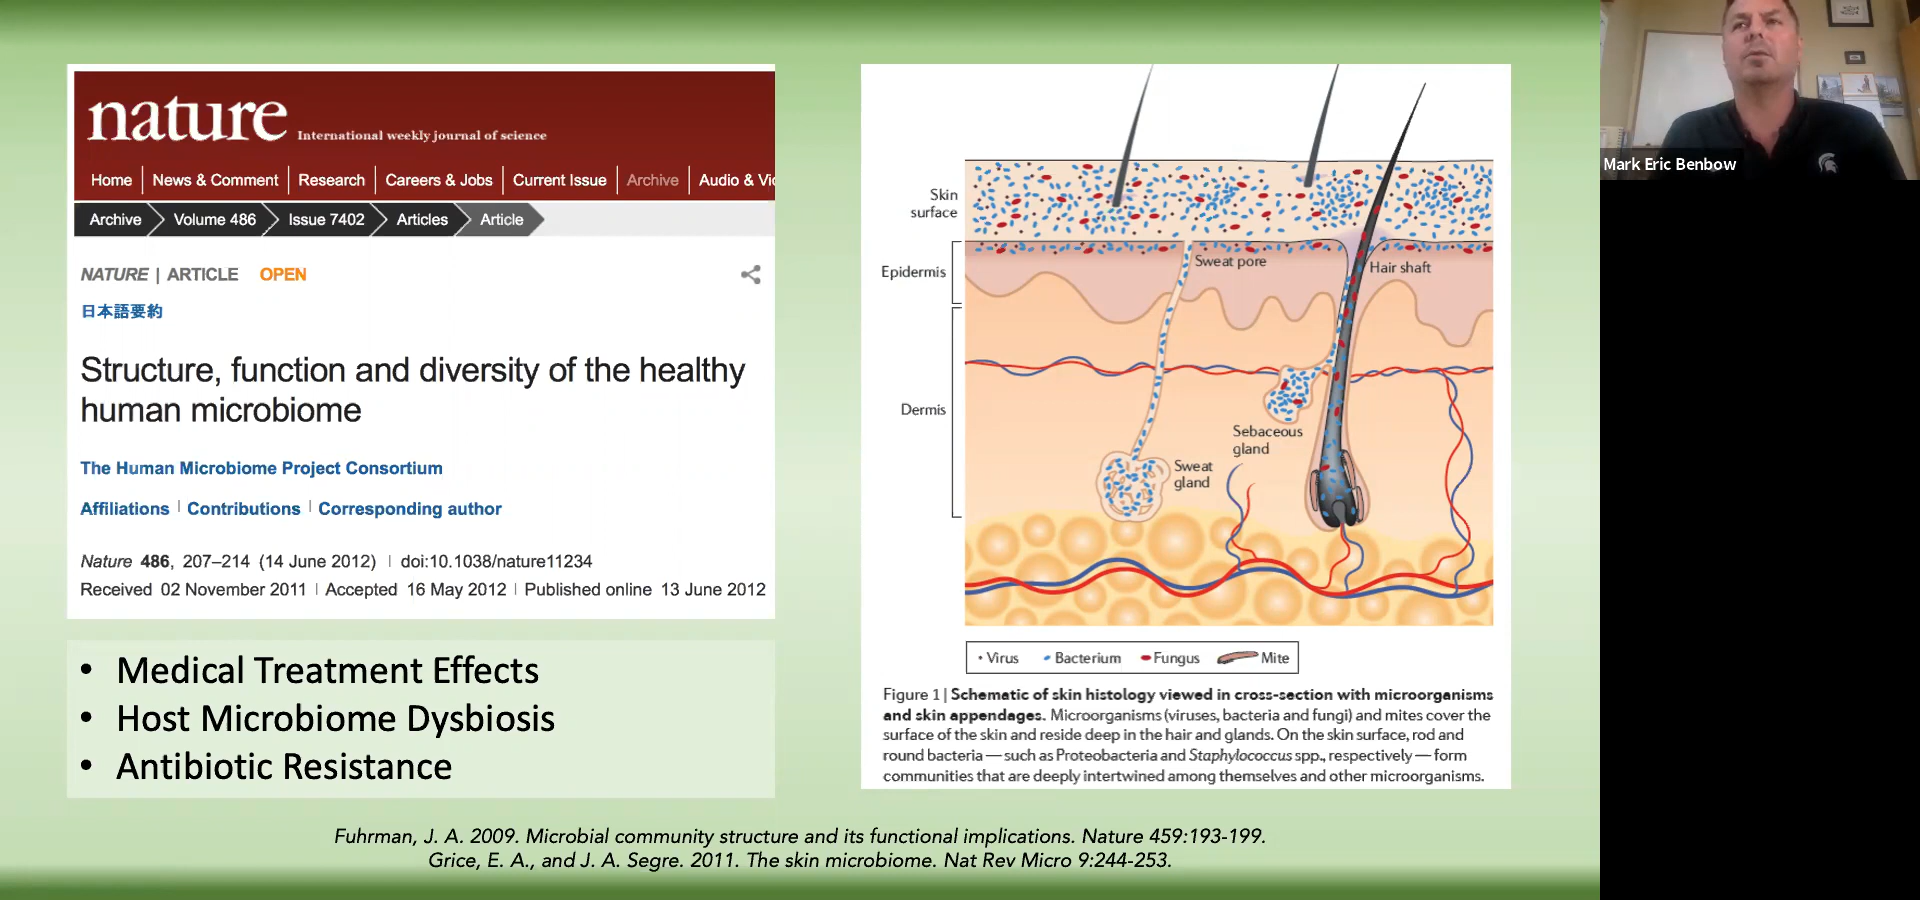 nature International weekly journal of science
Home | News & Comment | Research | Careers & Jobs | Current Issue | Archive | Audio &
Archive Volume 486 Issue 7402 Articles Article
NATURE | ARTICLE OPEN
日本語要約
Structure, function and diversity of the healthy
human microbiome
The Human Microbiome Project Consortium
Affiliations | Contributions | Corresponding author
Nature 486, 207–214 (14 June 2012) | doi:10.1038/nature11234
Received 02 November 2011 | Accepted 16 May 2012 | Published online 13 June 2012
• Medical Treatment Effects
• Host Microbiome Dysbiosis
• Antibiotic Resistance
Skin
surface
Epidermis
Sweat pore
Hair shaft
Dermis
Sebaceous
gland
Sweat
gland
Virus Bacterium Fungus Mite
Figure 1 | Schematic of skin histology viewed in cross-section with microorganisms
and skin appendages. Microorganisms (viruses, bacteria and fungi) and mites cover the
surface of the skin and reside deep in the hair and glands. On the skin surface, rod and
round bacteria — such as Proteobacteria and Staphylococcus spp., respectively — form
communities that are deeply intertwined among themselves and other microorganisms.
Fuhrman, J. A. 2009. Microbial community structure and its functional implications. Nature 459:193-199.
Grice, E. A., and J. A. Segre. 2011. The skin microbiome. Nat Rev Micro 9:244-253.
Mark Eric Benbow